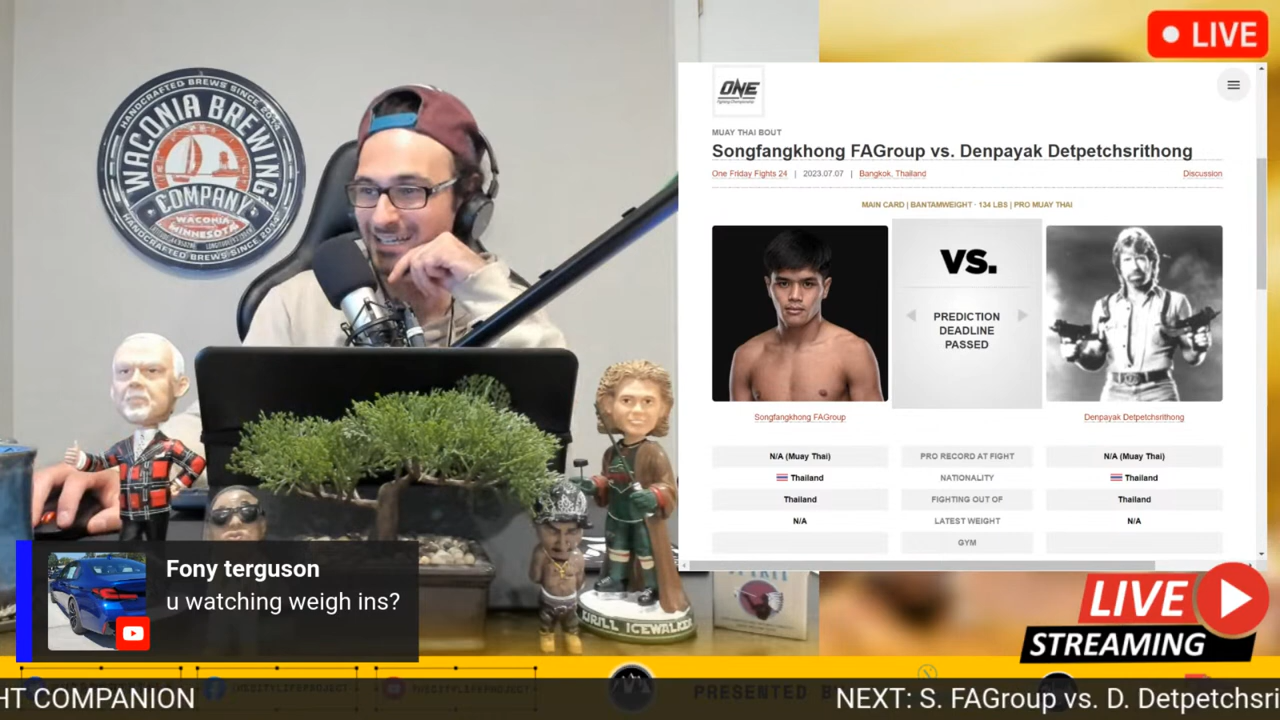 LIVE
HANDCRAFTED BREWS SINCE
WACONIA BREWING
COMPANY
WACONIA
MINNESOTA
HANDCRAFTED BREWS SINCE
ONE
MUAY THAI BOUT
Songfangkhong FAGroup vs. Denpayak Detpetchsrithong
One Friday Fights 24 | 2023.07.07 | Bangkok, Thailand
Discussion
MAIN CARD | BANTAMWEIGHT · 134 LBS | PRO MUAY THAI
VS.
PREDICTION
DEADLINE
PASSED
Songfangkhong FAGroup
Denpayak Detpetchsrithong
N/A (Muay Thai) PRO RECORD AT FIGHT N/A (Muay Thai)
Thailand NATIONALITY Thailand
Thailand FIGHTING OUT OF Thailand
N/A LATEST WEIGHT N/A
GYM
Fony terguson
u watching weigh ins?
SPIRIT
KIRILL ICEWALKER
LIVE
STREAMING
PRESENTED B
HT COMPANION
NEXT: S. FAGroup vs. D. Detpetchsri